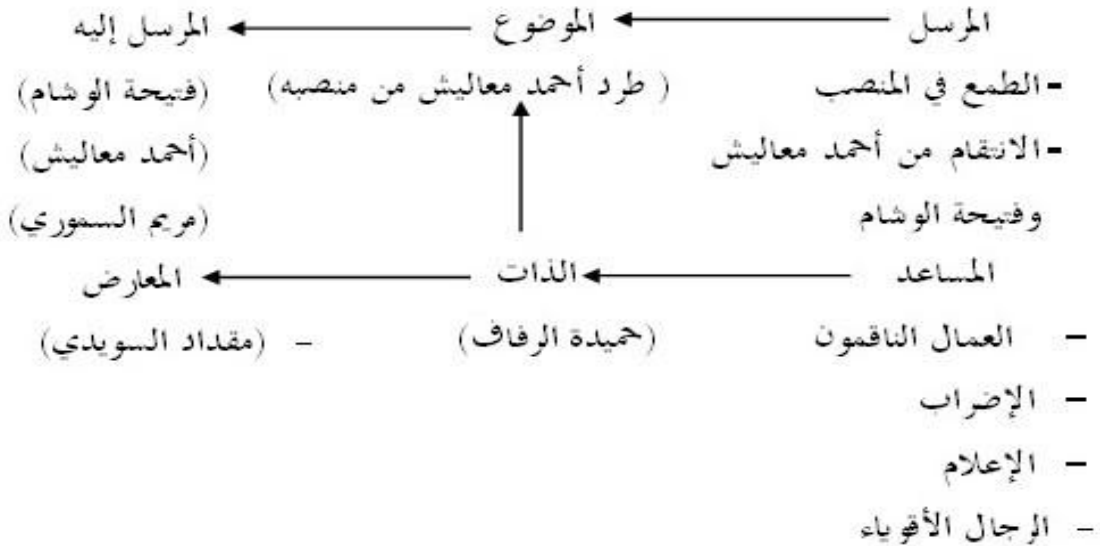 المرسل الموضوع المرسل إليه
-الطمع في المنصب ( طرد أحمد معاليش من منصبه) (فتيحة الوشام)
-الانتقام من أحمد معاليش (أحمد معاليش)
وفتيحة الوشام (مريم السموري)
المساعد الذات المعارض
– العمال الناقمون (حميدة الرفاف) – (مقداد السويدي)
– الإضراب
– الإعلام
– الرجال الأقوياء